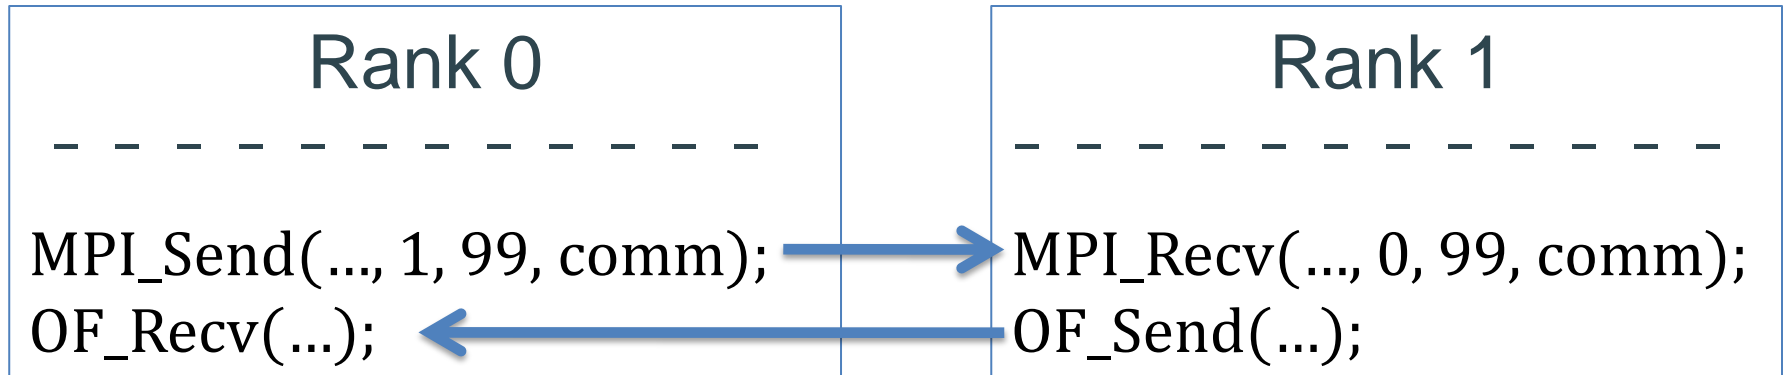 Rank 0
MPI_Send(…, 1, 99, comm);
OF_Recv(…);
Rank 1
MPI_Recv(…, 0, 99, comm);
OF_Send(…);